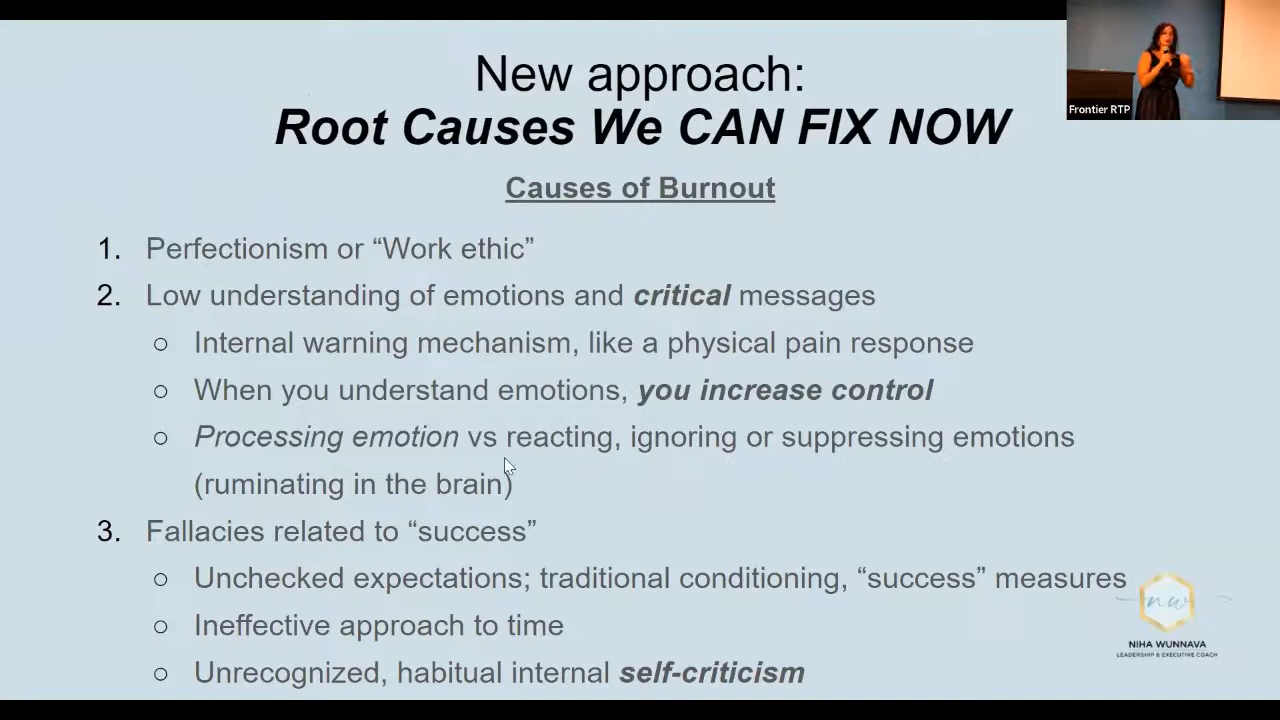 New approach:
Root Causes We CAN FIX NOW
Frontier RTP
Causes of Burnout
1. Perfectionism or “Work ethic”
2. Low understanding of emotions and critical messages
○ Internal warning mechanism, like a physical pain response
○ When you understand emotions, you increase control
○ Processing emotion vs reacting, ignoring or suppressing emotions
(ruminating in the brain)
3. Fallacies related to “success”
○ Unchecked expectations; traditional conditioning, “success” measures
○ Ineffective approach to time
○ Unrecognized, habitual internal self-criticism
nw
NIHA WUNNAVA
LEADERSHIP & EXECUTIVE COACH